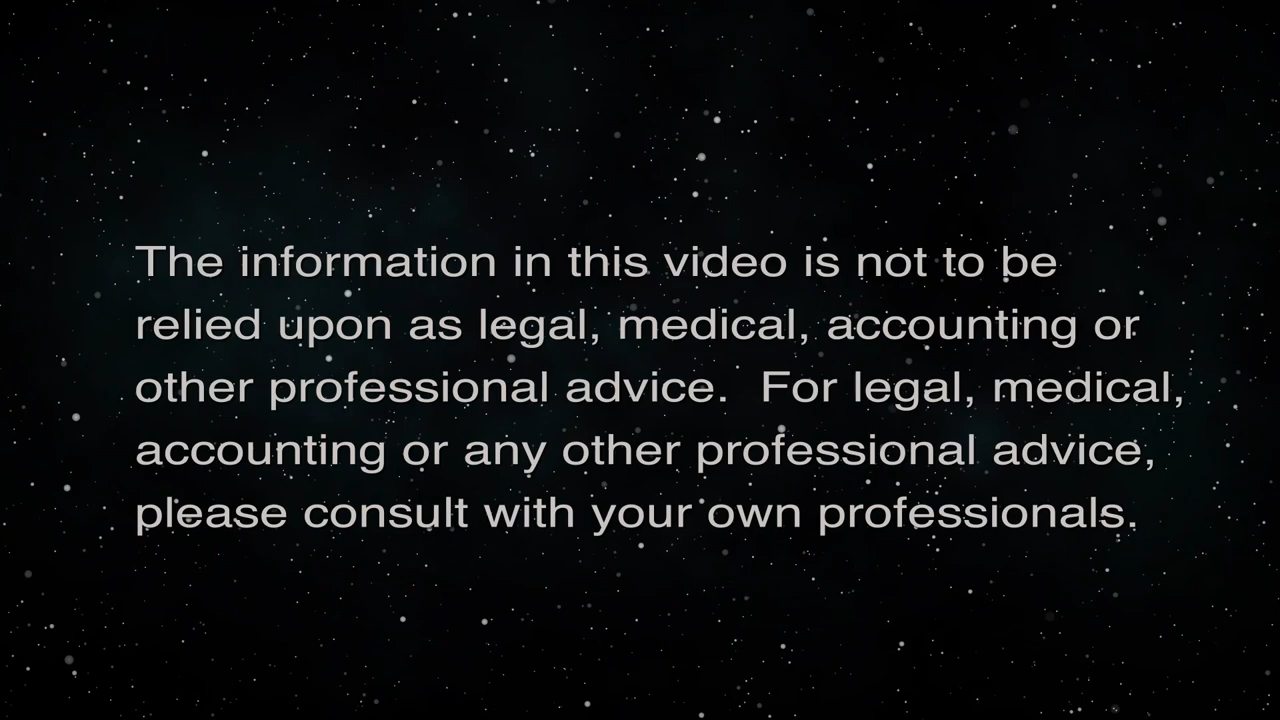 The information in this video is not to be
relied upon as legal, medical, accounting or
other professional advice.  For legal, medical,
accounting or any other professional advice,
please consult with your own professionals.